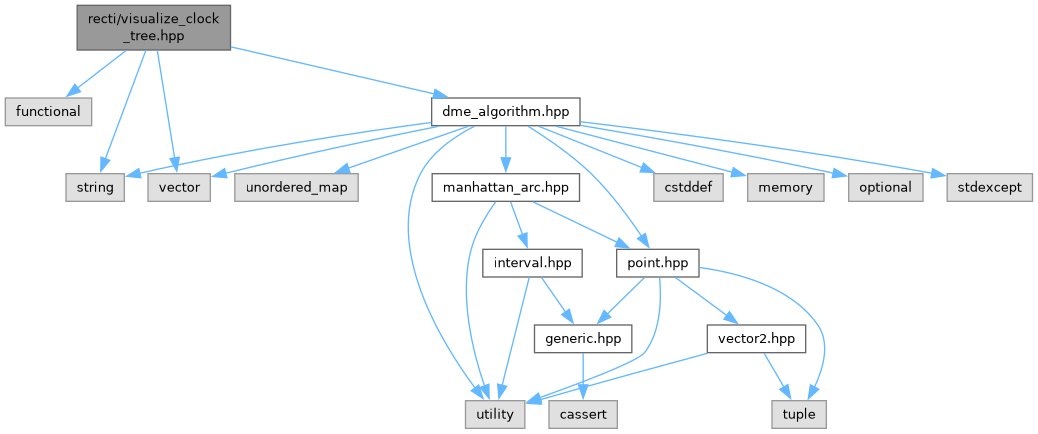 recti/visualize_clock
_tree.hpp
functional
dme_algorithm.hpp
string
vector
unordered_map
manhattan_arc.hpp
cstddef
memory
optional
stdexcept
interval.hpp
point.hpp
generic.hpp
vector2.hpp
utility
cassert
tuple